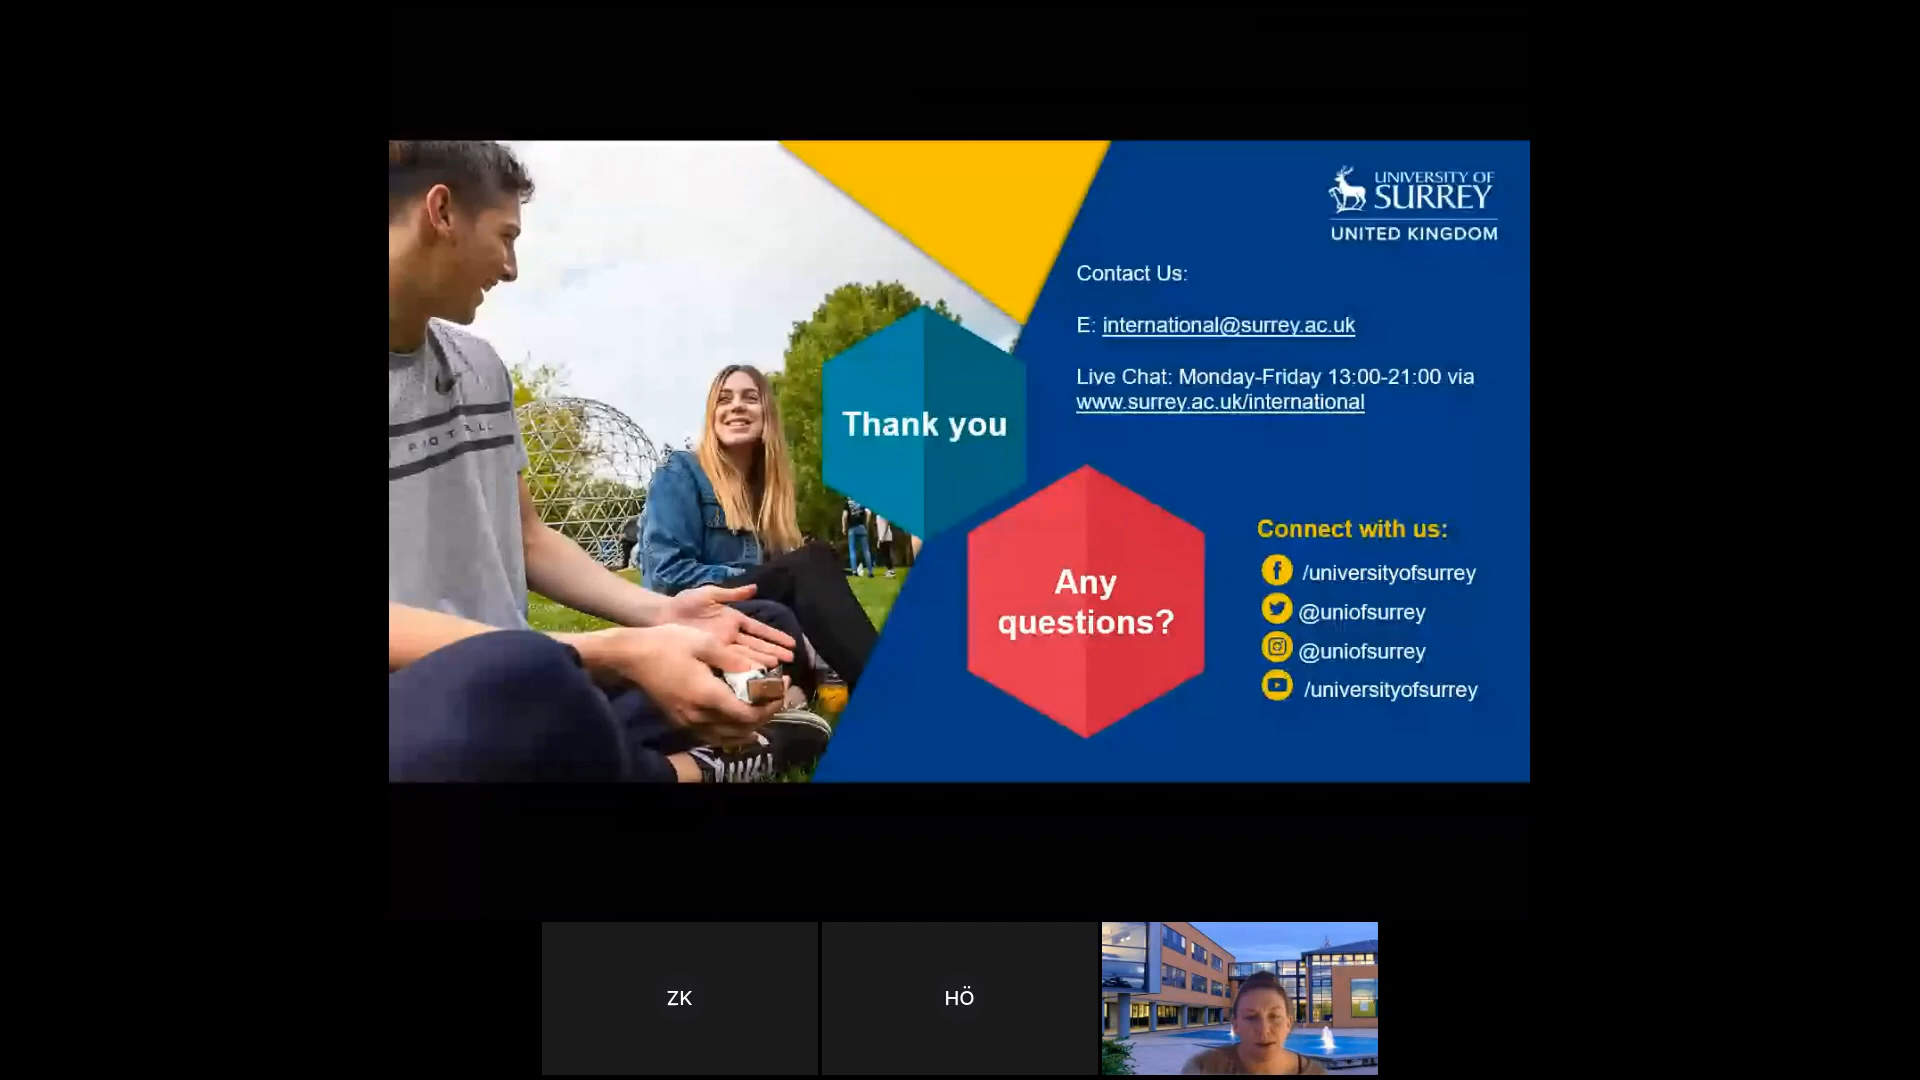 UNIVERSITY OF
SURREY
UNITED KINGDOM
Contact Us:
E: international@surrey.ac.uk
Live Chat: Monday-Friday 13:00-21:00 via
www.surrey.ac.uk/international
Thank you
Any
questions?
Connect with us:
/universityofsurrey
@uniofsurrey
@uniofsurrey
/universityofsurrey
ZK
HÖ